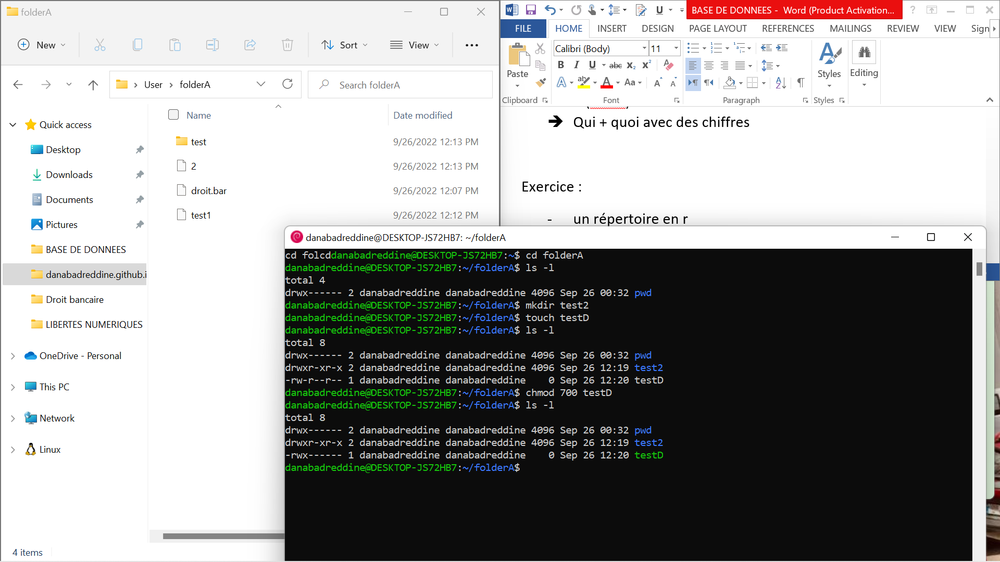 folderA
New
Sort
View
User
folderA
Search folderA
Name
Date modified
Quick access
Desktop
Downloads
Documents
Pictures
BASE DE DONNEES
danabadreddine.github.i
Droit bancaire
LIBERTES NUMERIQUES
OneDrive - Personal
This PC
Network
Linux
test 9/26/2022 12:13 PM
2 9/26/2022 12:13 PM
droit.bar 9/26/2022 12:07 PM
test1 9/26/2022 12:12 PM
4 items
BASE DE DONNEES - Word (Product Activation...
FILE HOME INSERT DESIGN PAGE LAYOUT REFERENCES MAILINGS REVIEW VIEW Sign
Calibri (Body) 11
Paste
Styles
Editing
Clipboard Font Paragraph Styles
➔ Qui + quoi avec des chiffres
Exercice :
- un répertoire en r
danabadreddine@DESKTOP-JS72HB7: ~/folderA
cd folcddanabadreddine@DESKTOP-JS72HB7:~$ cd folderA
danabadreddine@DESKTOP-JS72HB7:~/folderA$ ls -l
total 4
drwx------ 2 danabadreddine danabadreddine 4096 Sep 26 00:32 pwd
danabadreddine@DESKTOP-JS72HB7:~/folderA$ mkdir test2
danabadreddine@DESKTOP-JS72HB7:~/folderA$ touch testD
danabadreddine@DESKTOP-JS72HB7:~/folderA$ ls -l
total 8
drwx------ 2 danabadreddine danabadreddine 4096 Sep 26 00:32 pwd
drwxr-xr-x 2 danabadreddine danabadreddine 4096 Sep 26 12:19 test2
-rw-r--r-- 1 danabadreddine danabadreddine    0 Sep 26 12:20 testD
danabadreddine@DESKTOP-JS72HB7:~/folderA$ chmod 700 testD
danabadreddine@DESKTOP-JS72HB7:~/folderA$ ls -l
total 8
drwx------ 2 danabadreddine danabadreddine 4096 Sep 26 00:32 pwd
drwxr-xr-x 2 danabadreddine danabadreddine 4096 Sep 26 12:19 test2
-rwx------ 1 danabadreddine danabadreddine    0 Sep 26 12:20 testD
danabadreddine@DESKTOP-JS72HB7:~/folderA$